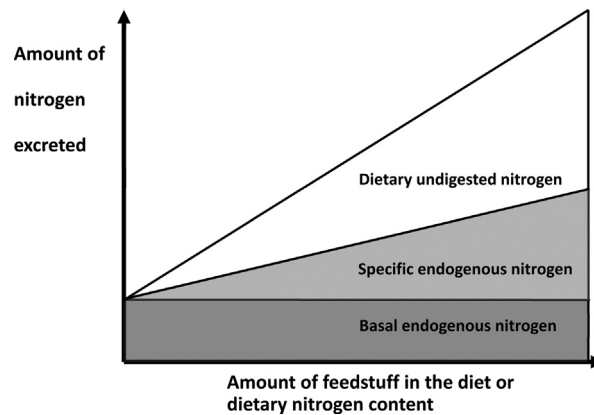 Amount of
nitrogen
excreted
Dietary undigested nitrogen
Specific endogenous nitrogen
Basal endogenous nitrogen
Amount of feedstuff in the diet or
dietary nitrogen content